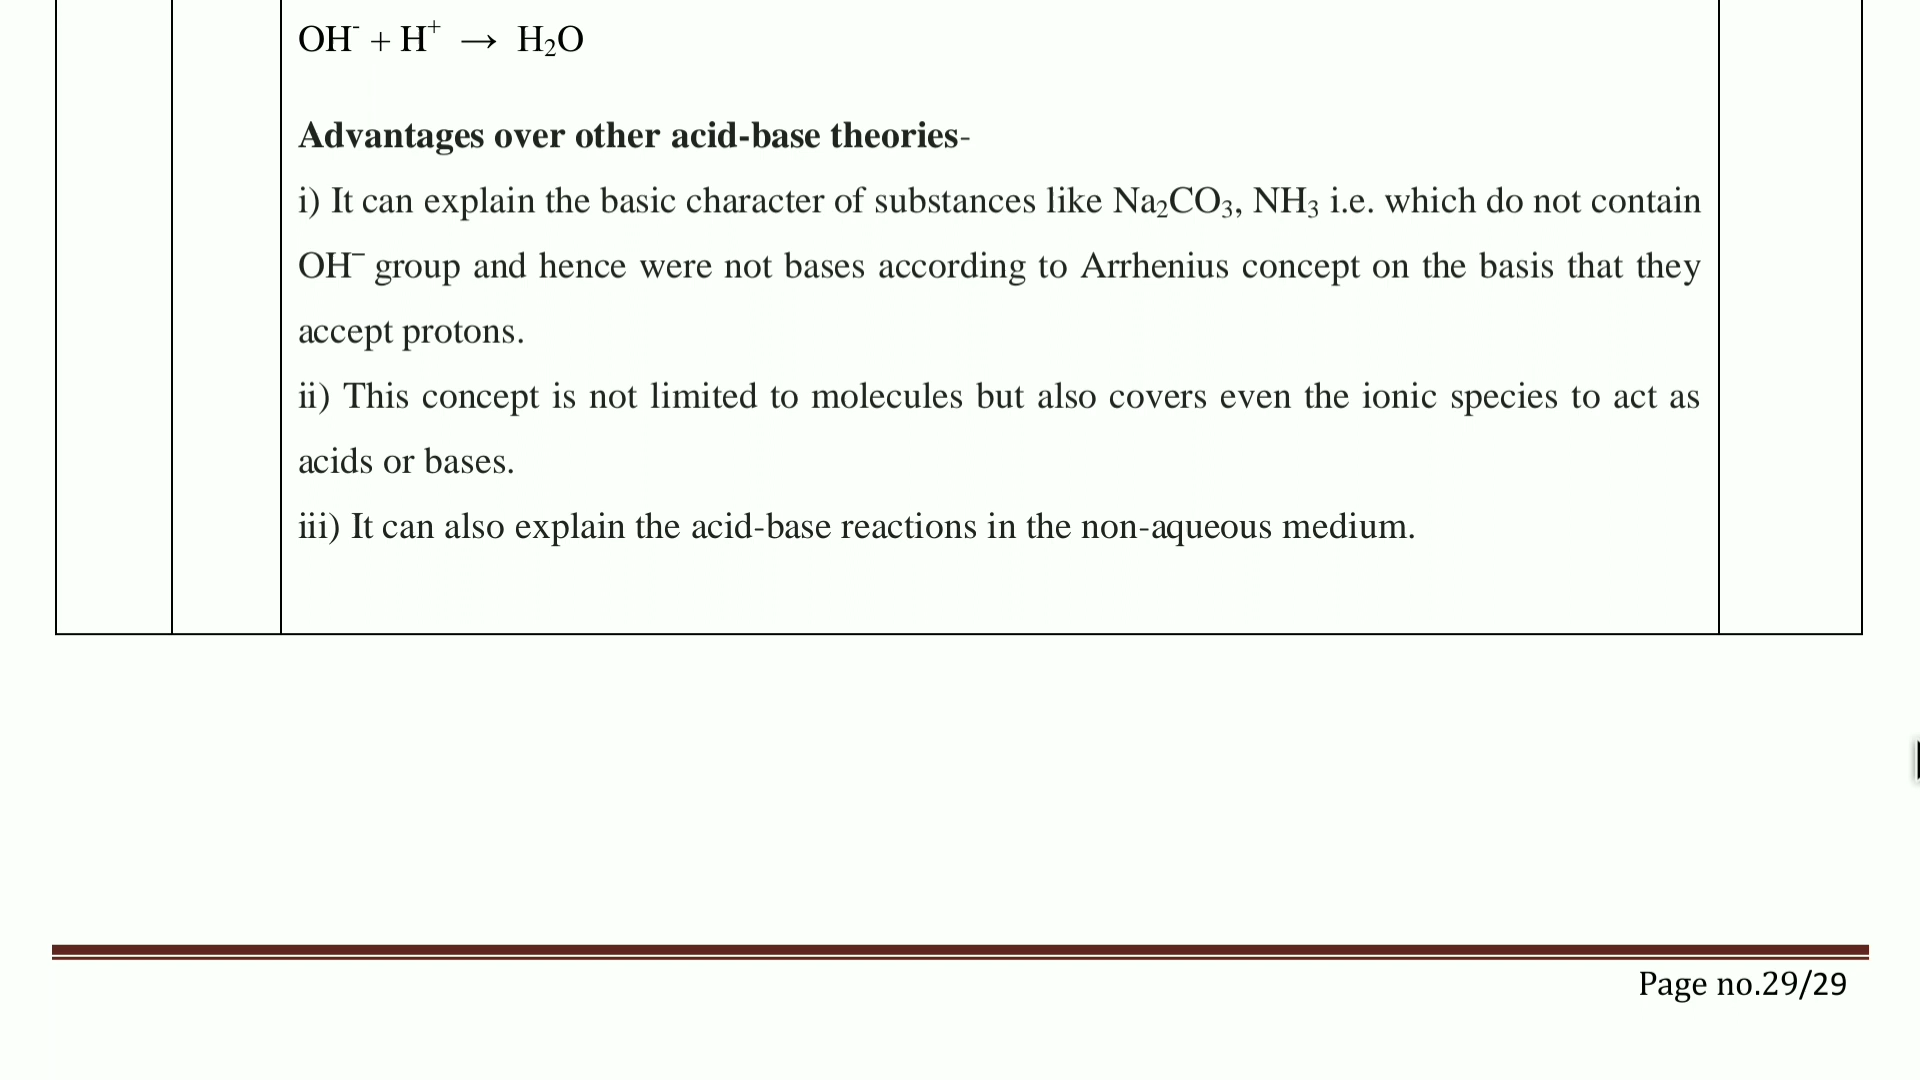 OH⁻ + H⁺ → H₂O
Advantages over other acid-base theories-
i) It can explain the basic character of substances like Na₂CO₃, NH₃ i.e. which do not contain
OH⁻ group and hence were not bases according to Arrhenius concept on the basis that they
accept protons.
ii) This concept is not limited to molecules but also covers even the ionic species to act as
acids or bases.
iii) It can also explain the acid-base reactions in the non-aqueous medium.
Page no.29/29